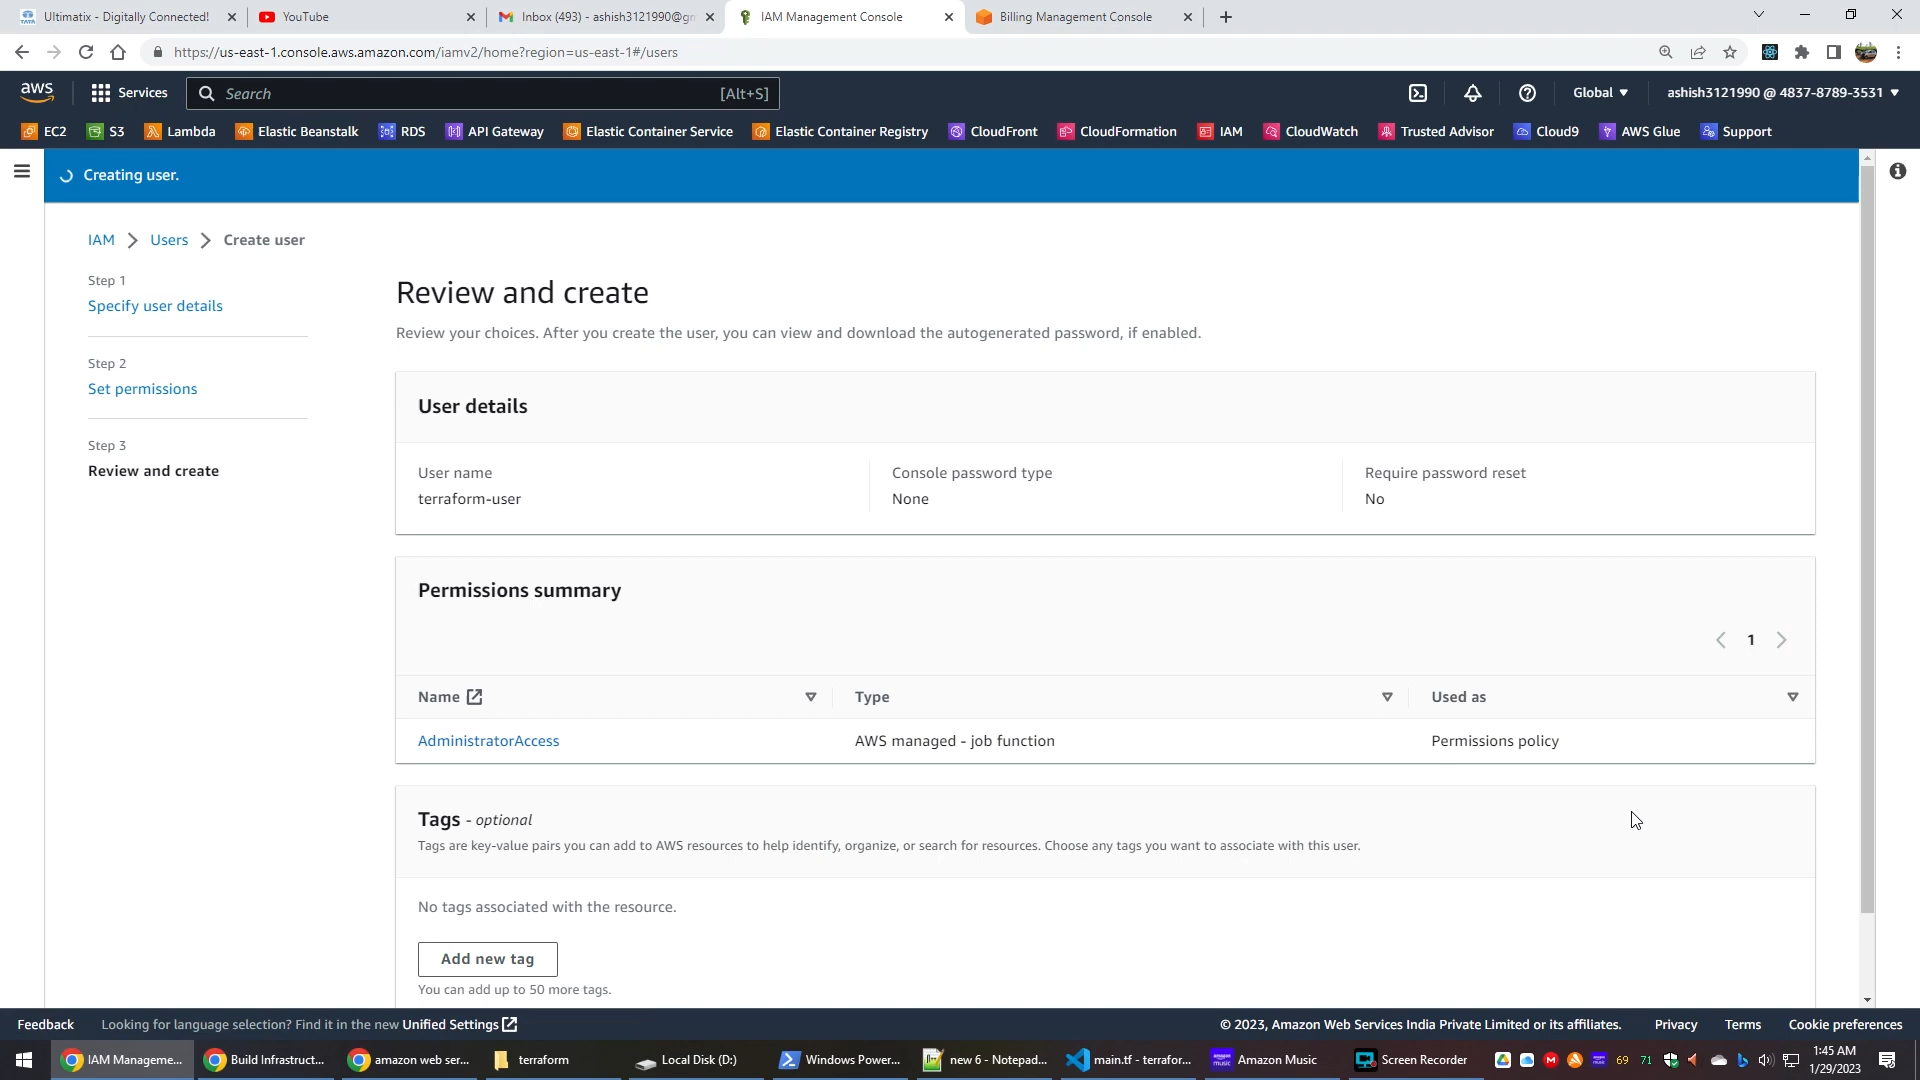 Ultimatix - Digitally Connected!
YouTube
Inbox (493) - ashish3121990@gn
IAM Management Console
Billing Management Console
https://us-east-1.console.aws.amazon.com/iamv2/home?region=us-east-1#/users
aws
Services
Search
[Alt+S]
Global
ashish3121990 @ 4837-8789-3531
EC2
S3
Lambda
Elastic Beanstalk
RDS
API Gateway
Elastic Container Service
Elastic Container Registry
CloudFront
CloudFormation
IAM
CloudWatch
Trusted Advisor
Cloud9
AWS Glue
Support
Creating user.
IAM > Users > Create user
Step 1
Specify user details
Step 2
Set permissions
Step 3
Review and create
Review and create
Review your choices. After you create the user, you can view and download the autogenerated password, if enabled.
User details
User name
terraform-user
Console password type
None
Require password reset
No
Permissions summary
1
Name
Type
Used as
AdministratorAccess
AWS managed - job function
Permissions policy
Tags - optional
Tags are key-value pairs you can add to AWS resources to help identify, organize, or search for resources. Choose any tags you want to associate with this user.
No tags associated with the resource.
Add new tag
You can add up to 50 more tags.
Feedback
Looking for language selection? Find it in the new Unified Settings
© 2023, Amazon Web Services India Private Limited or its affiliates.
Privacy
Terms
Cookie preferences
IAM Manageme...
Build Infrastruct...
amazon web ser...
terraform
Local Disk (D:)
Windows Power...
new 6 - Notepad...
main.tf - terrafor...
Amazon Music
Screen Recorder
69
71
1:45 AM
1/29/2023